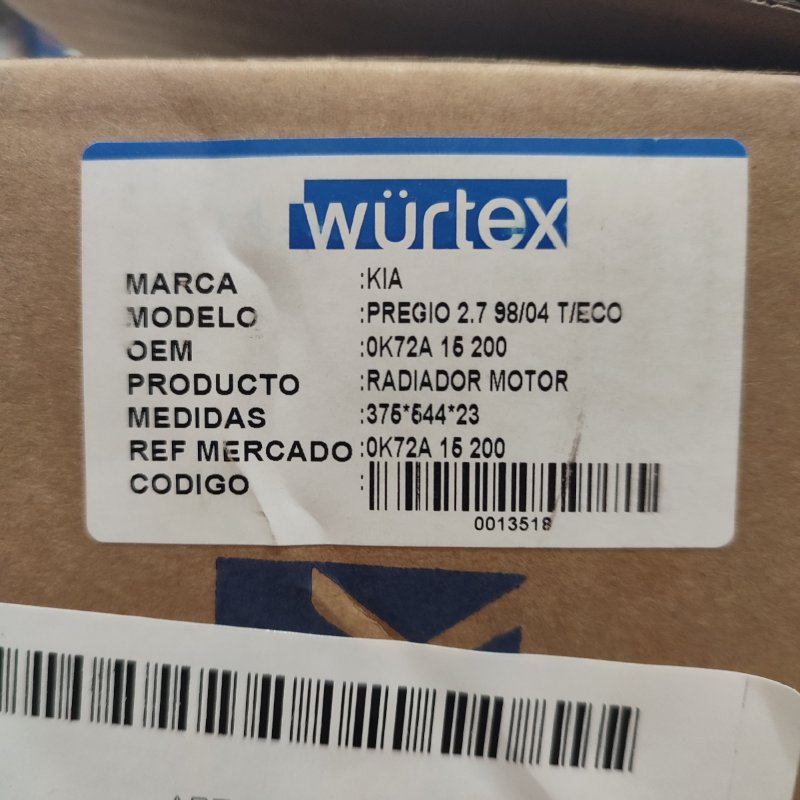 würtex
MARCA :KIA
MODELO :PREGIO 2.7 98/04 T/ECO
OEM :0K72A 15 200
PRODUCTO :RADIADOR MOTOR
MEDIDAS :375*544*23
REF MERCADO :0K72A 15 200
CODIGO :
0013518